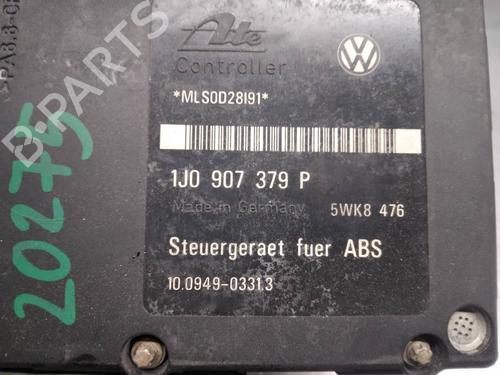 Ate
Controller
*MLS0D28I91*
1J0 907 379 P
Made in Germany 5WK8 476
Steuergeraet fuer ABS
10.0949-0331.3
20275